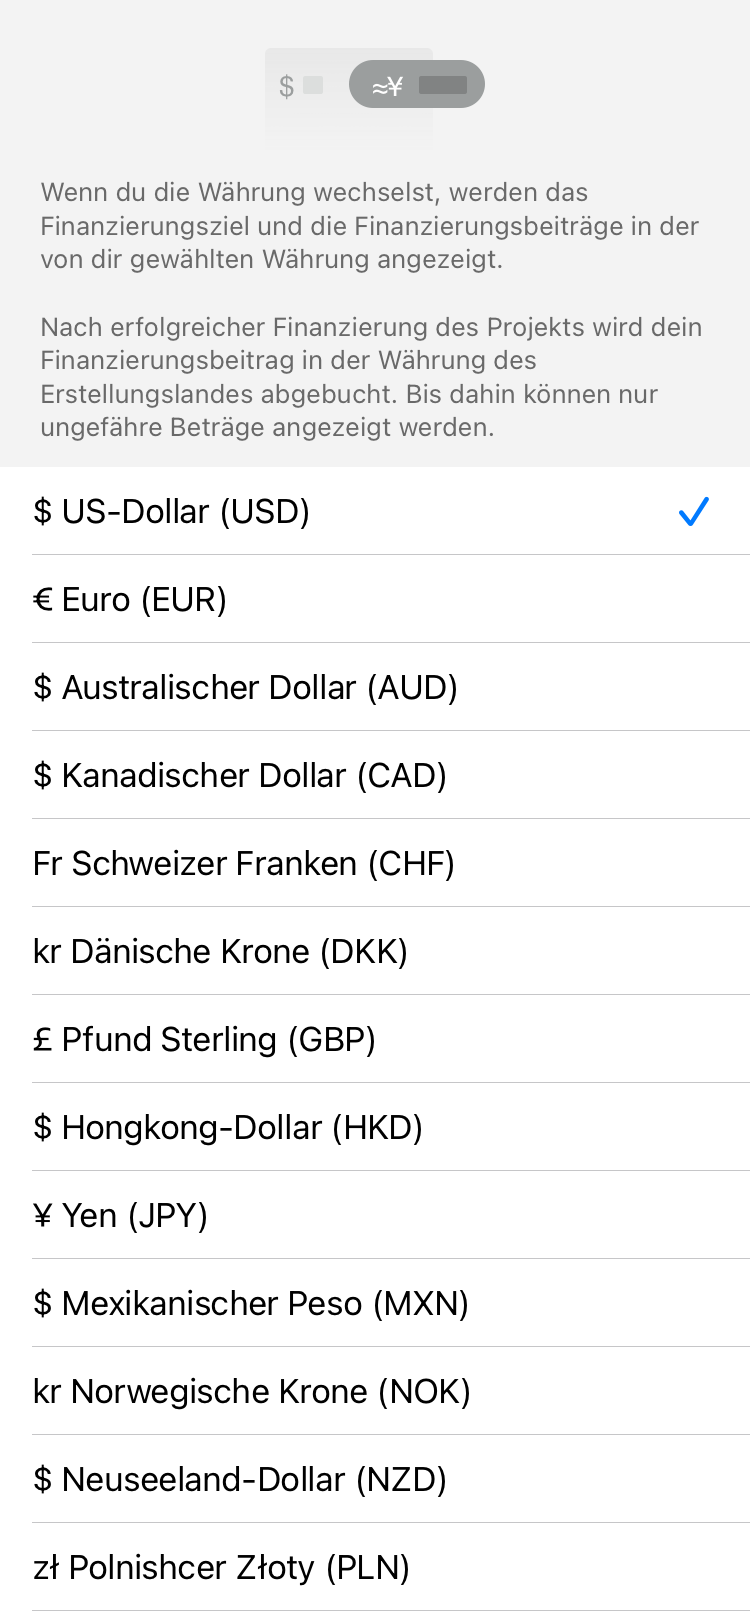 $ ≈¥
Wenn du die Währung wechselst, werden das
Finanzierungsziel und die Finanzierungsbeiträge in der
von dir gewählten Währung angezeigt.
Nach erfolgreicher Finanzierung des Projekts wird dein
Finanzierungsbeitrag in der Währung des
Erstellungslandes abgebucht. Bis dahin können nur
ungefähre Beträge angezeigt werden.
$ US-Dollar (USD)
€ Euro (EUR)
$ Australischer Dollar (AUD)
$ Kanadischer Dollar (CAD)
Fr Schweizer Franken (CHF)
kr Dänische Krone (DKK)
£ Pfund Sterling (GBP)
$ Hongkong-Dollar (HKD)
¥ Yen (JPY)
$ Mexikanischer Peso (MXN)
kr Norwegische Krone (NOK)
$ Neuseeland-Dollar (NZD)
zł Polnishcer Złoty (PLN)